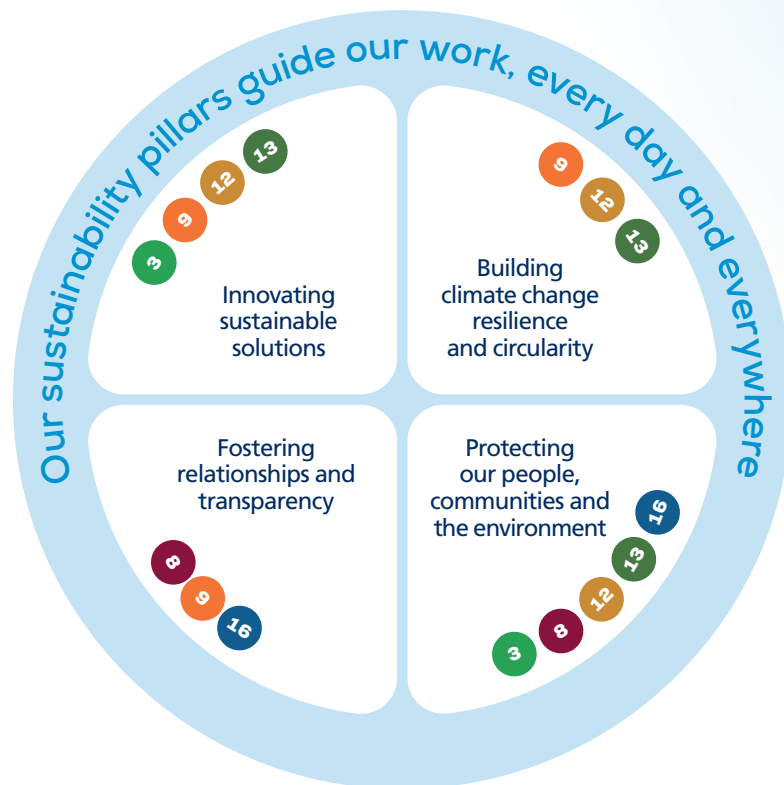 Our sustainability pillars guide our work, every day and everywhere
3
9
12
13
Innovating
sustainable
solutions
9
12
13
Building
climate change
resilience
and circularity
Fostering
relationships and
transparency
8
9
16
Protecting
our people,
communities and
the environment
3
8
12
13
16